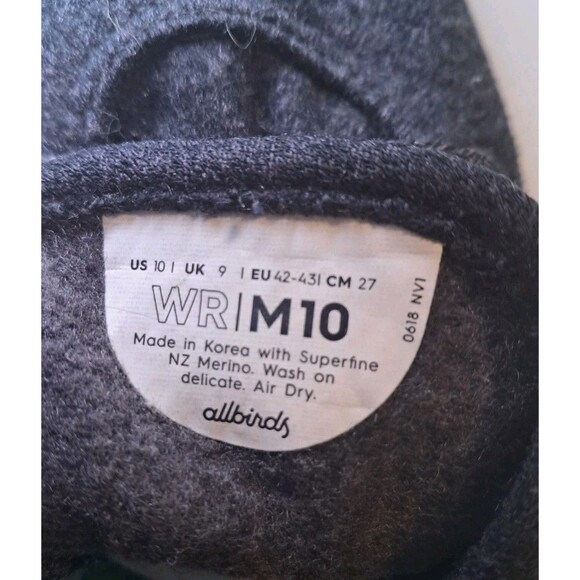 US 10 | UK 9 | EU 42-43| CM 27
WR|M10
Made in Korea with Superfine
NZ Merino. Wash on
delicate. Air Dry.
allbirds
0618 NV1